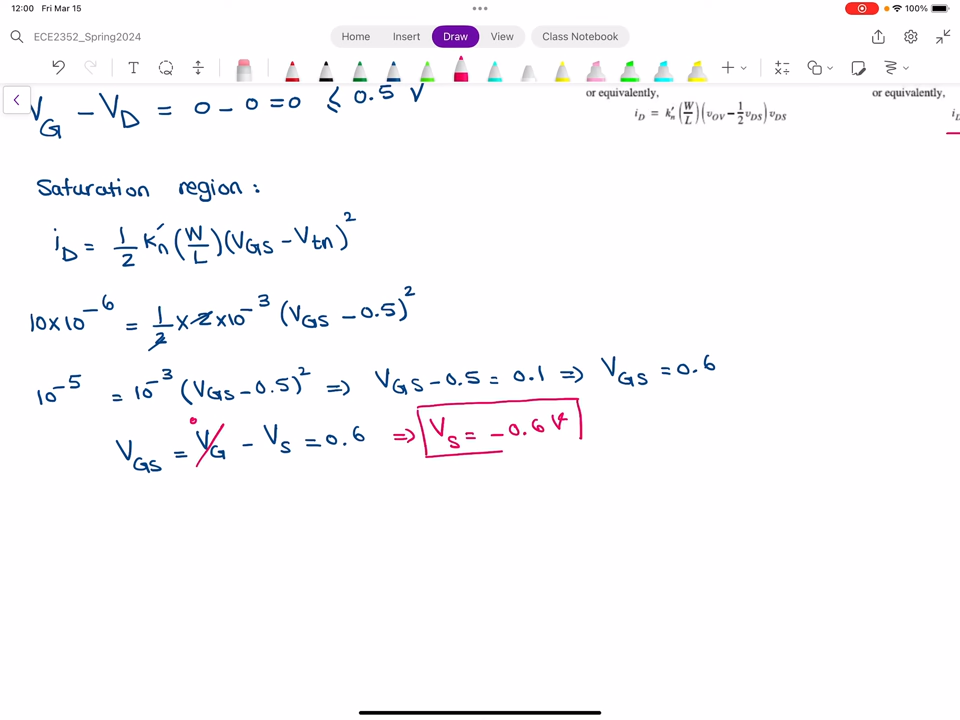 12:00 Fri Mar 15
100%
ECE2352_Spring2024
Home Insert Draw View Class Notebook
V_G - V_D = 0 - 0 = 0 ≤ 0.5 V
or equivalently,
i_D = k'_n (W/L) (v_OV - 1/2 v_DS) v_DS
or equivalently,
i_D
Saturation region:
i_D = 1/2 k'_n (W/L) (V_GS - V_tn)^2
10x10^-6 = 1/2 x 2 x10^-3 (V_GS - 0.5)^2
10^-5 = 10^-3 (V_GS - 0.5)^2 => V_GS - 0.5 = 0.1 => V_GS = 0.6
V_GS = V_G - V_S = 0.6 => V_S = -0.6 V